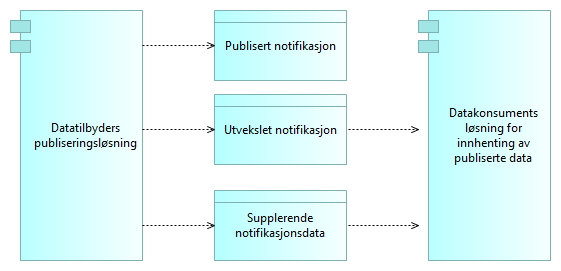 Datatilbyders
publiseringsløsning
Publisert notifikasjon
Utvekslet notifikasjon
Supplerende
notifikasjonsdata
Datakonsuments
løsning for
innhenting av
publiserte data